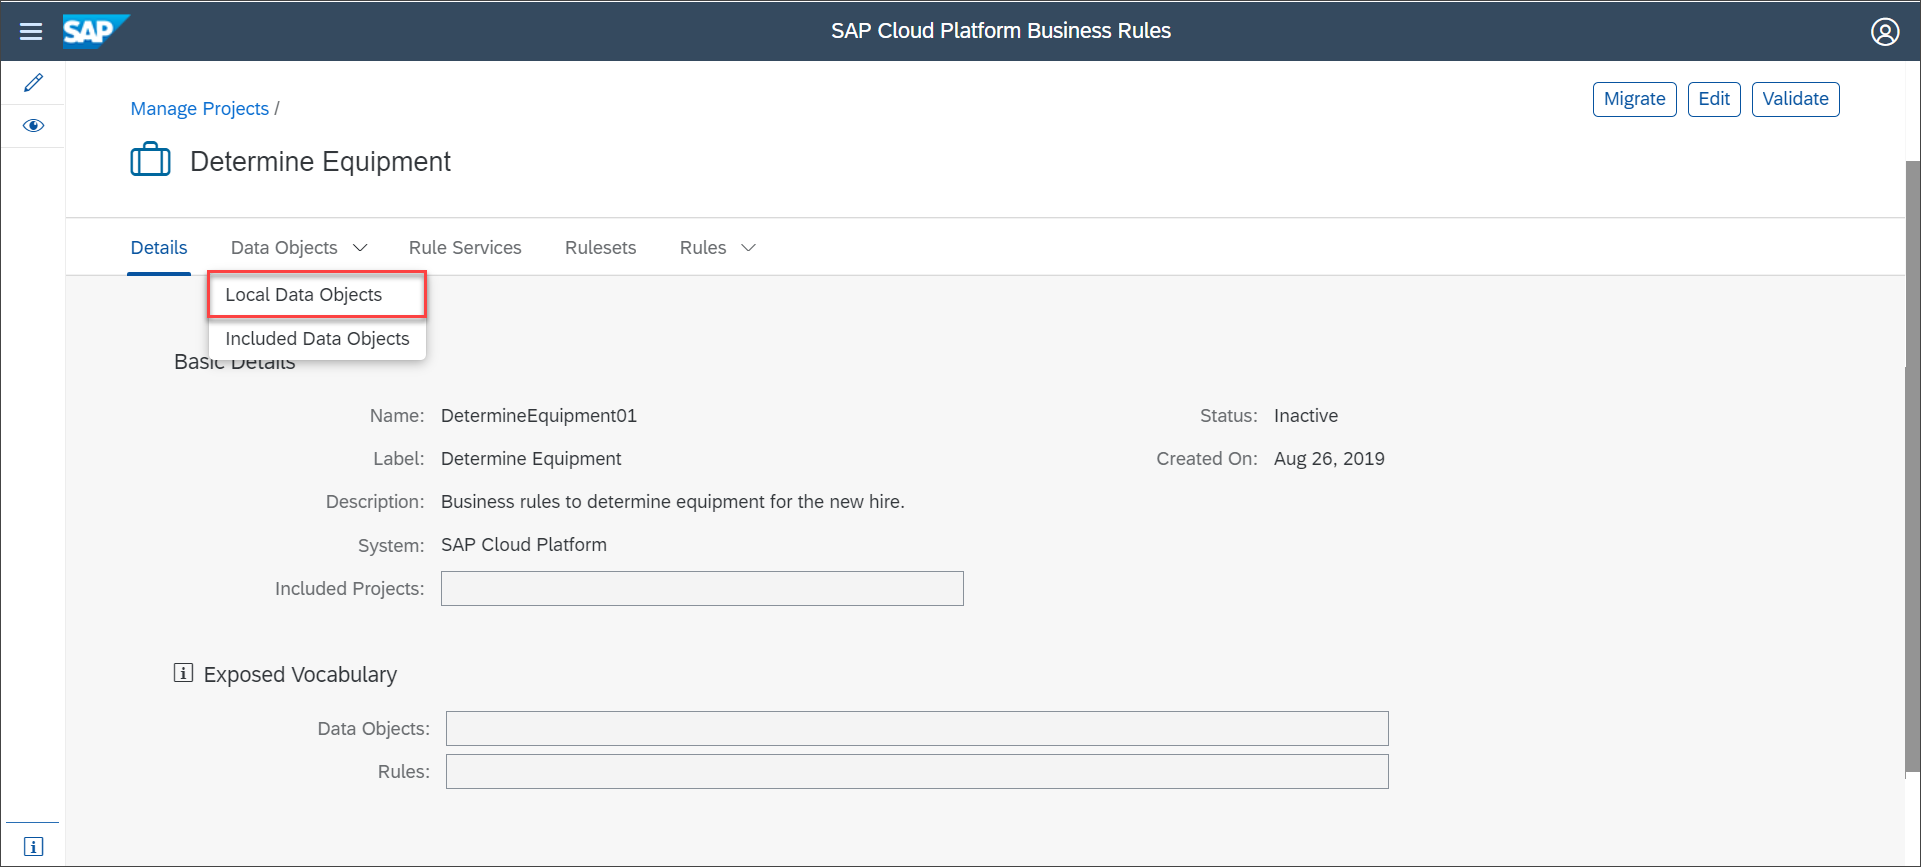 SAP
SAP Cloud Platform Business Rules
Manage Projects /
Migrate
Edit
Validate
Determine Equipment
Details
Data Objects
Rule Services
Rulesets
Rules
Local Data Objects
Included Data Objects
Basic Details
Name: DetermineEquipment01
Status: Inactive
Label: Determine Equipment
Created On: Aug 26, 2019
Description: Business rules to determine equipment for the new hire.
System: SAP Cloud Platform
Included Projects:
Exposed Vocabulary
Data Objects:
Rules: